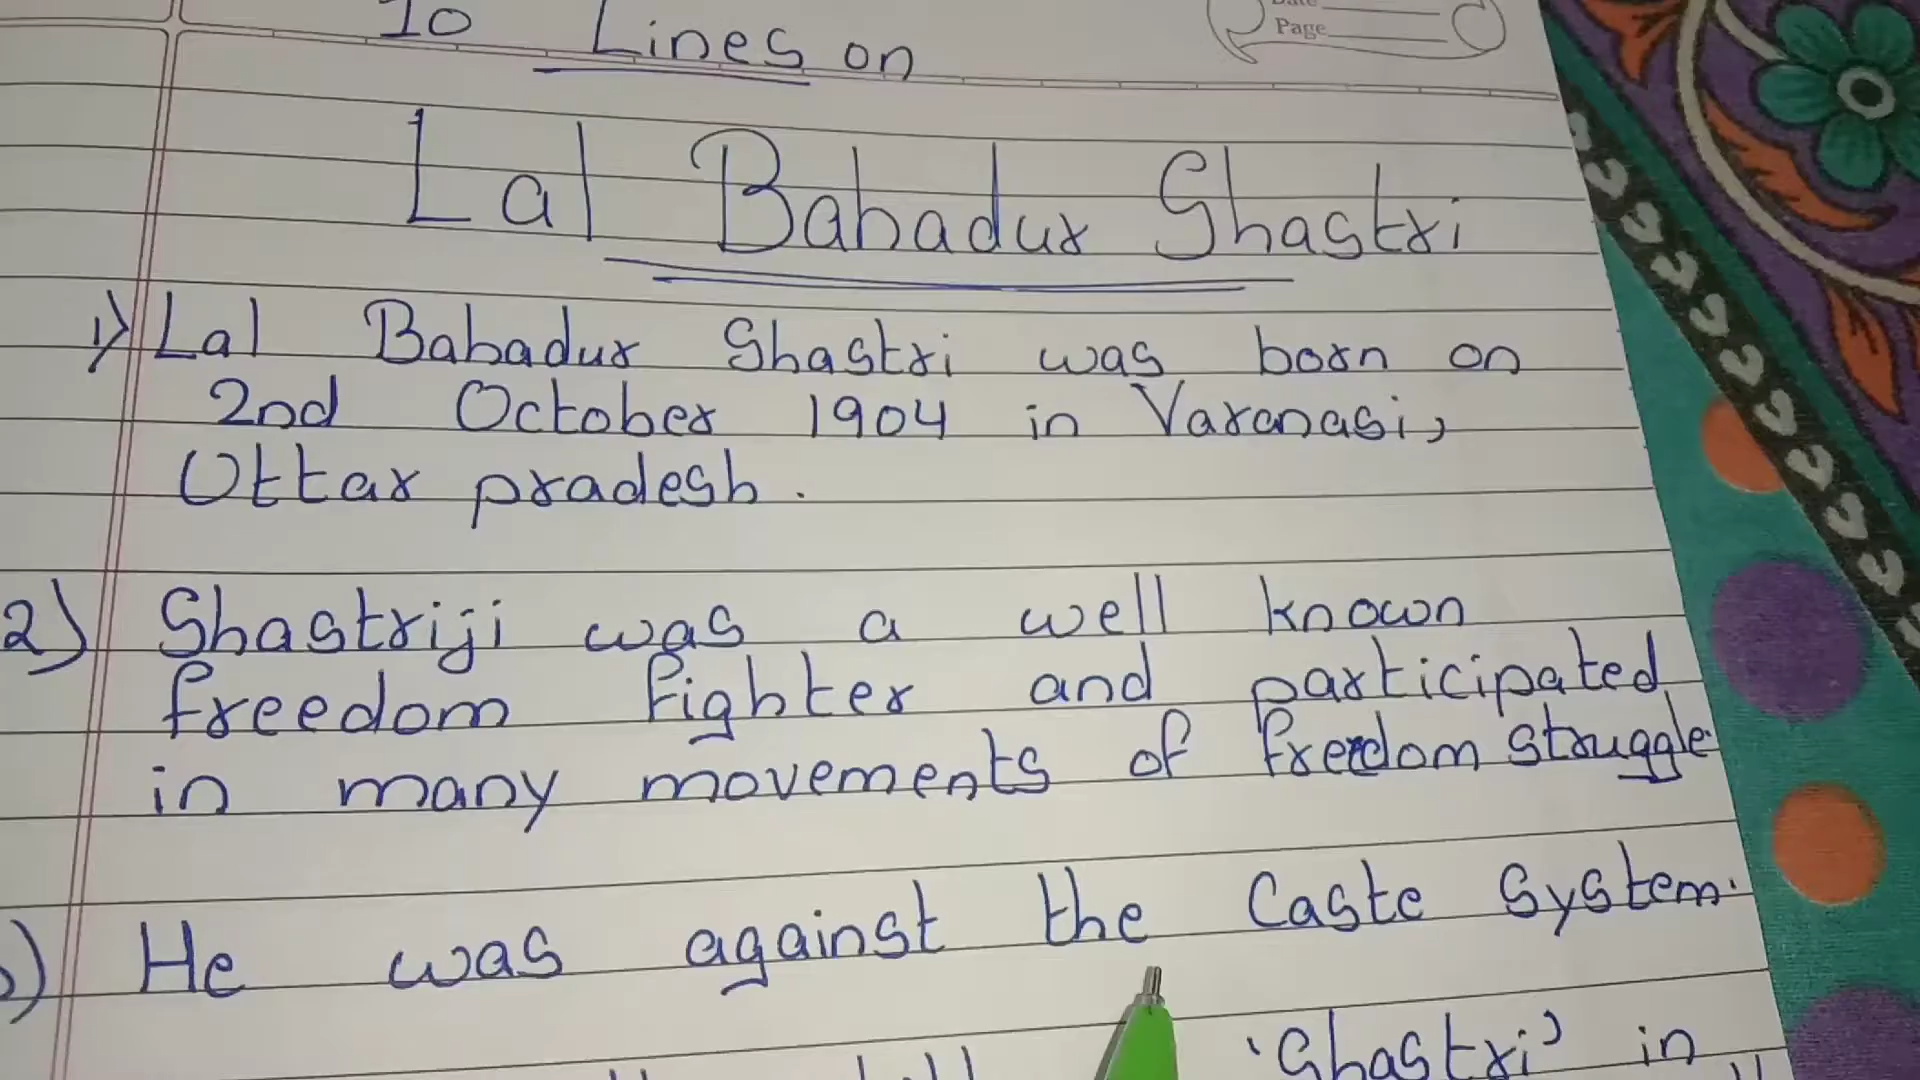 Date
Page
10 Lines on
Lal Bahadur Shastri
1) Lal Bahadur Shastri was born on
2nd October 1904 in Varanasi,
Uttar pradesh.
2) Shastriji was a well known
freedom fighter and participated
in many movements of freedom struggle
) He was against the Caste System.
'Shastri' in